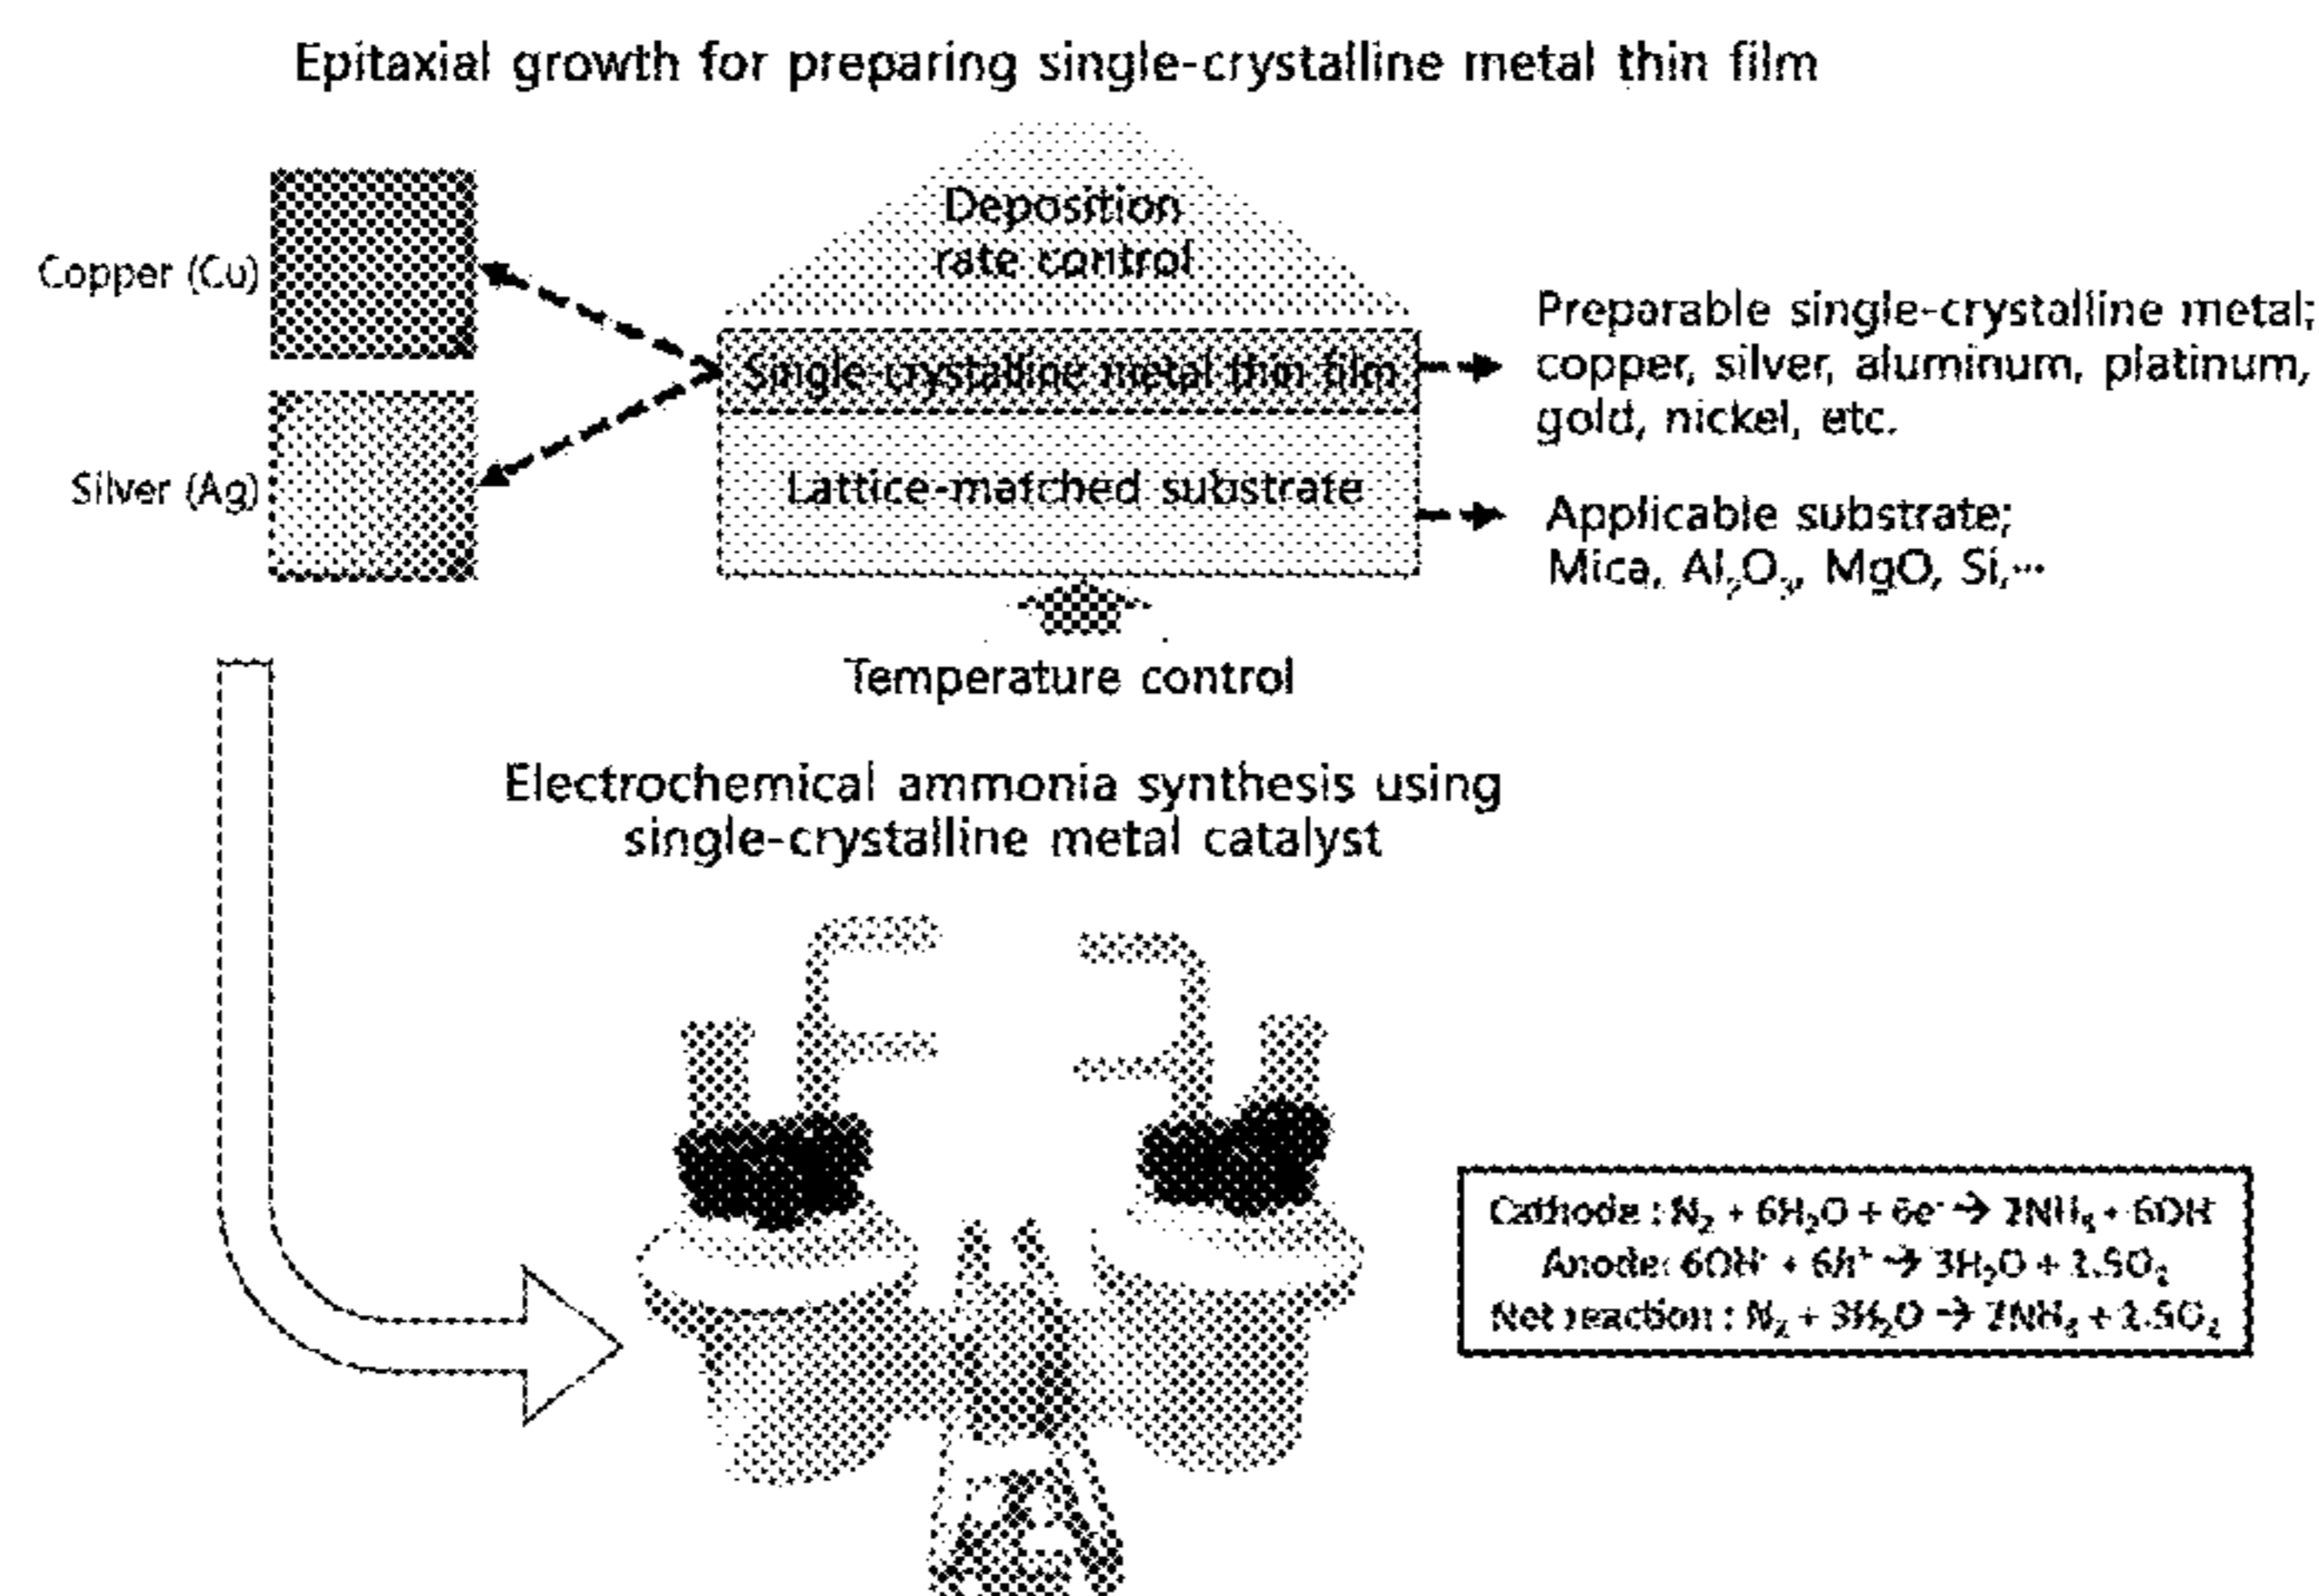 Epitaxial growth for preparing single-crystalline metal thin film
Deposition
rate control
Copper (Cu)
Silver (Ag)
Single-crystalline metal thin film
Lattice-matched substrate
Preparable single-crystalline metal;
copper, silver, aluminum, platinum,
gold, nickel, etc.
Applicable substrate;
Mica, Al₂O₃, MgO, Si,···
Temperature control
Electrochemical ammonia synthesis using
single-crystalline metal catalyst
Cathode : N₂ + 6H₂O + 6e⁻ → 2NH₃ + 6OH⁻
Anode: 6OH⁻ + 6h⁺ → 3H₂O + 1.5O₂
Net reaction : N₂ + 3H₂O → 2NH₃ + 1.5O₂